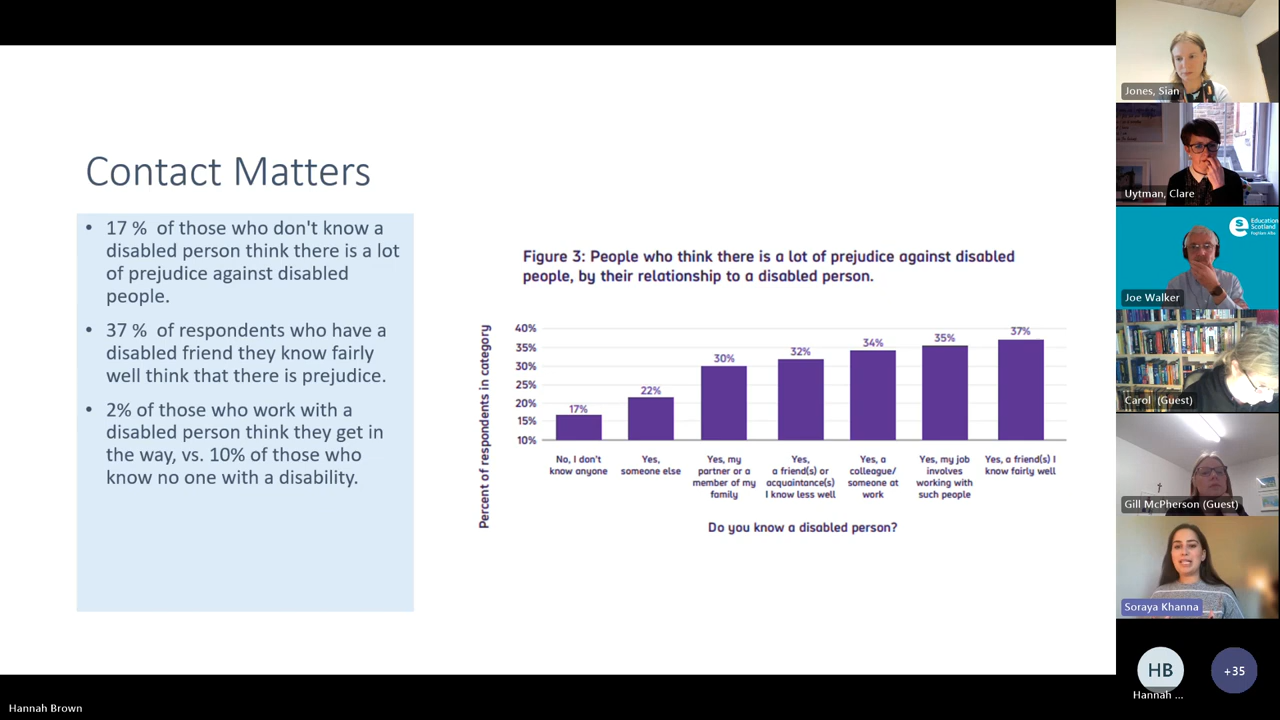 Contact Matters
• 17 % of those who don't know a
disabled person think there is a lot
of prejudice against disabled
people.
• 37 % of respondents who have a
disabled friend they know fairly
well think that there is prejudice.
• 2% of those who work with a
disabled person think they get in
the way, vs. 10% of those who
know no one with a disability.
Figure 3: People who think there is a lot of prejudice against disabled
people, by their relationship to a disabled person.
Percent of respondents in category
40%
35%
30%
25%
20%
15%
10%
17%
22%
30%
32%
34%
35%
37%
No, I don't
know anyone
Yes,
someone else
Yes, my
partner or a
member of my
family
Yes,
a friend(s) or
acquaintance(s)
I know less well
Yes, a
colleague/
someone at
work
Yes, my job
involves
working with
such people
Yes, a friend(s) I
know fairly well
Do you know a disabled person?
Jones, Sian
Uytman, Clare
Education
Scotland
Joe Walker
Carol (Guest)
Gill McPherson (Guest)
Soraya Khanna
HB
Hannah ...
+35
Hannah Brown